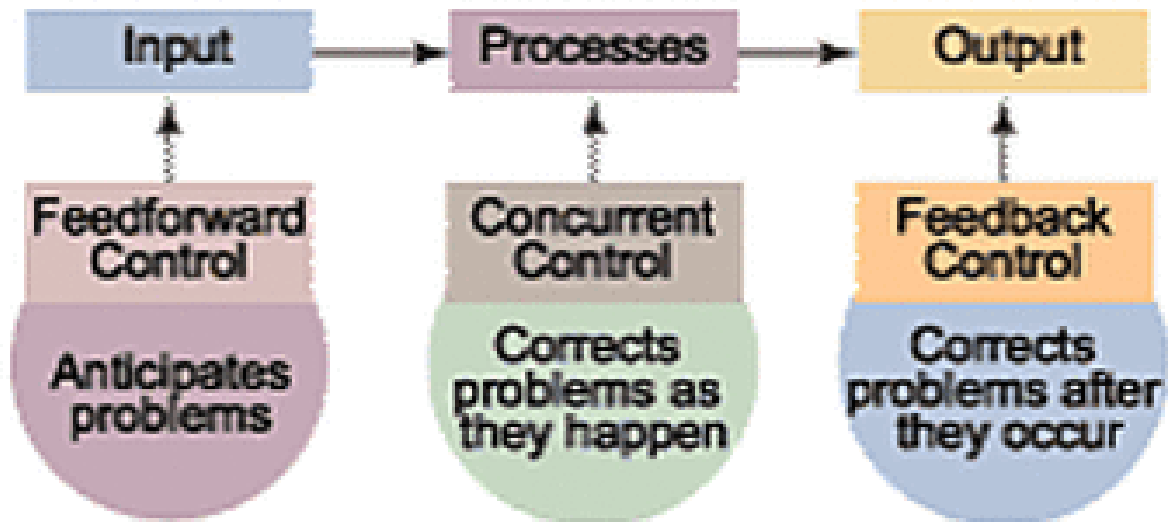 Input
Processes
Output
Feedforward
Control
Concurrent
Control
Feedback
Control
Anticipates
problems
Corrects
problems as
they happen
Corrects
problems after
they occur